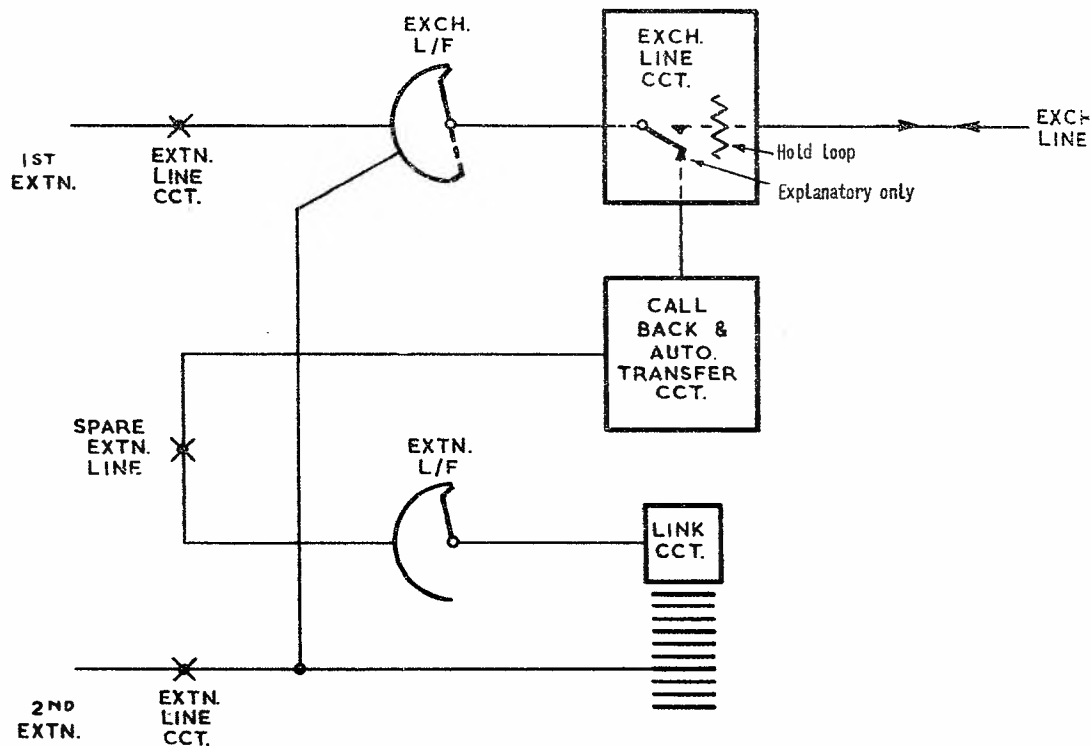 EXCH.
L/F
EXCH.
LINE
CCT.
EXCT
LINE
Hold loop
Explanatory only
1ST
EXTN.
EXTN.
LINE
CCT.
CALL
BACK &
AUTO.
TRANSFER
CCT.
SPARE
EXTN.
LINE
EXTN.
L/F
LINK
CCT.
2ND
EXTN.
EXTN.
LINE
CCT.